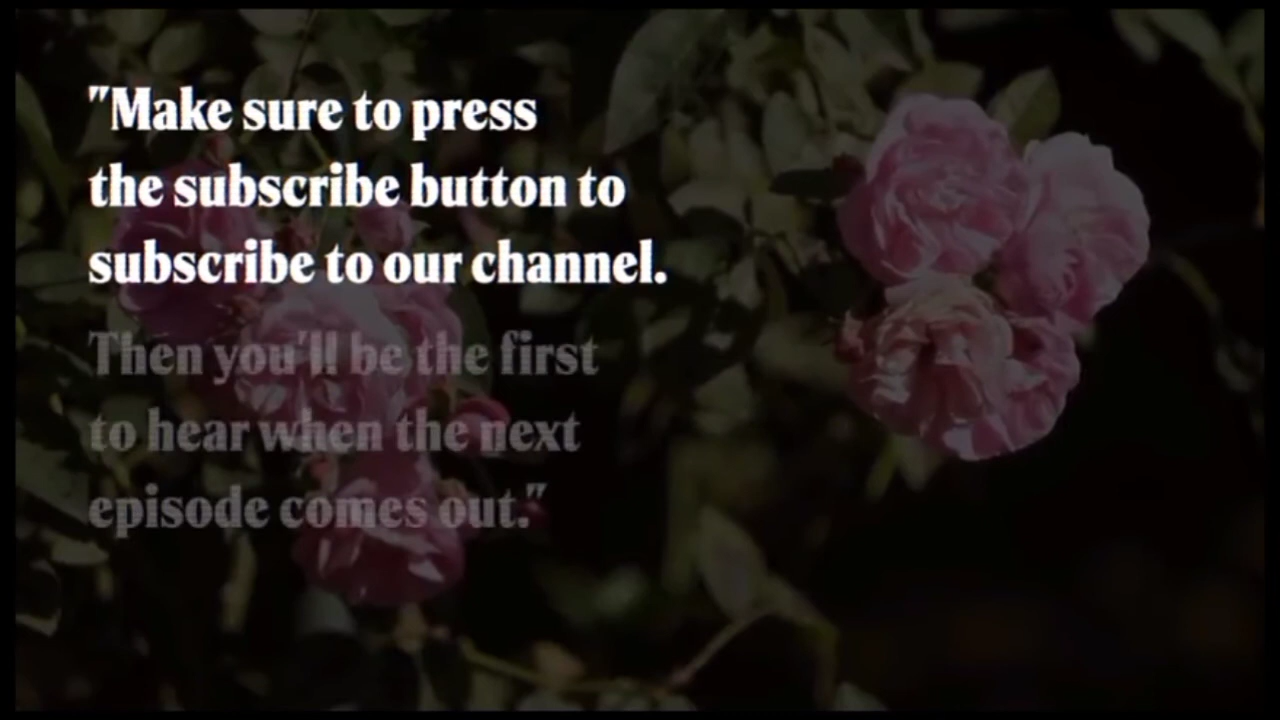 "Make sure to press
the subscribe button to
subscribe to our channel.
Then you'll be the first
to hear when the next
episode comes out."